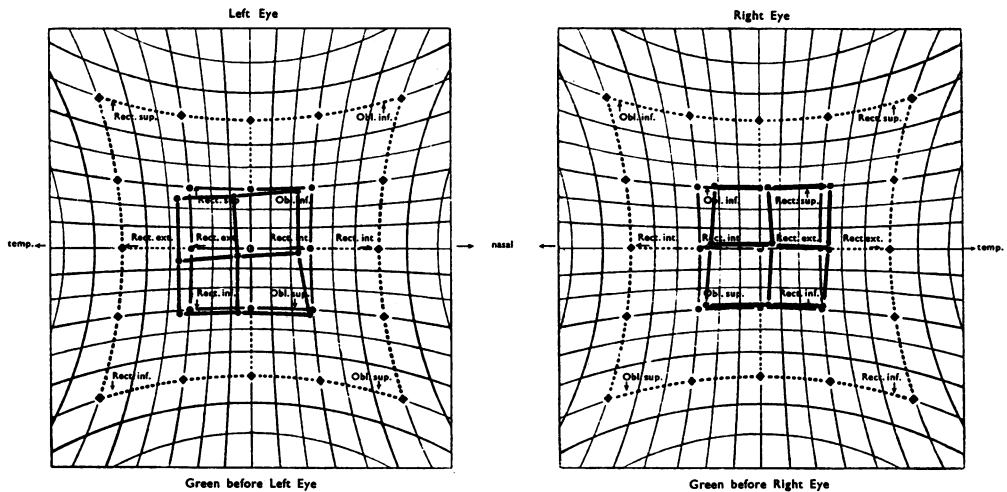 Left Eye
Right Eye
Rect. sup.
Obl. inf.
Obl. inf.
Rect. sup.
Obl. inf.
Obl. inf.
Rect. sup.
temp.
Rect. ext.
Rect. ext.
Rect. int.
Rect. int
nasal
Rect. int.
Rect. int
Rect. ext.
Rect. ext.
temp.
Rect. inf.
Obl. sup.
Obl. sup.
Rect. inf.
Rect. inf.
Obl. sup.
Obl. sup.
Rect. inf.
Green before Left Eye
Green before Right Eye